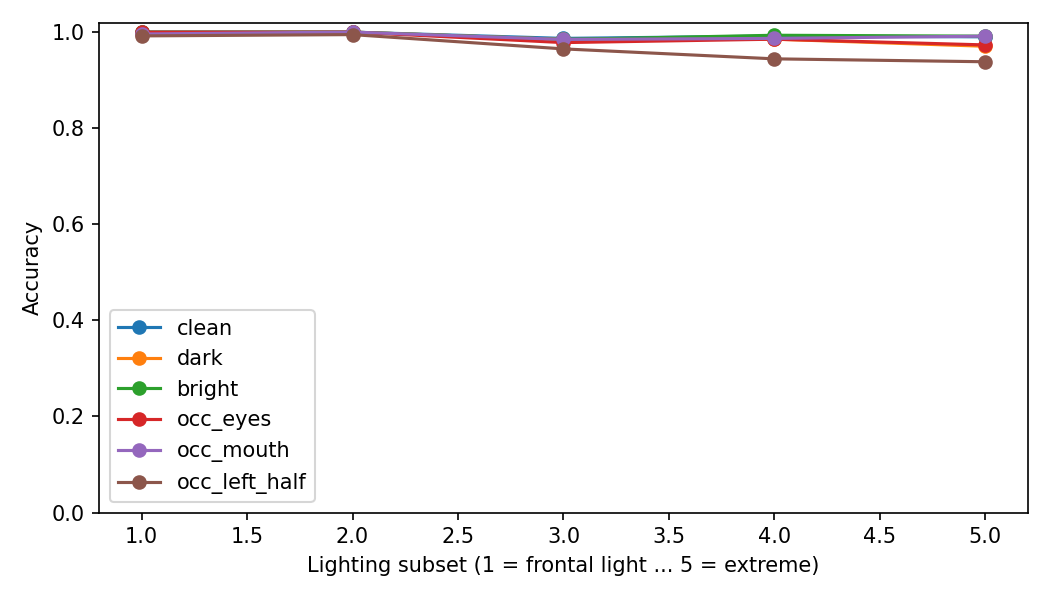 1.0
0.8
0.6
0.4
0.2
0.0
Accuracy
clean
dark
bright
occ_eyes
occ_mouth
occ_left_half
1.0 1.5 2.0 2.5 3.0 3.5 4.0 4.5 5.0
Lighting subset (1 = frontal light ... 5 = extreme)